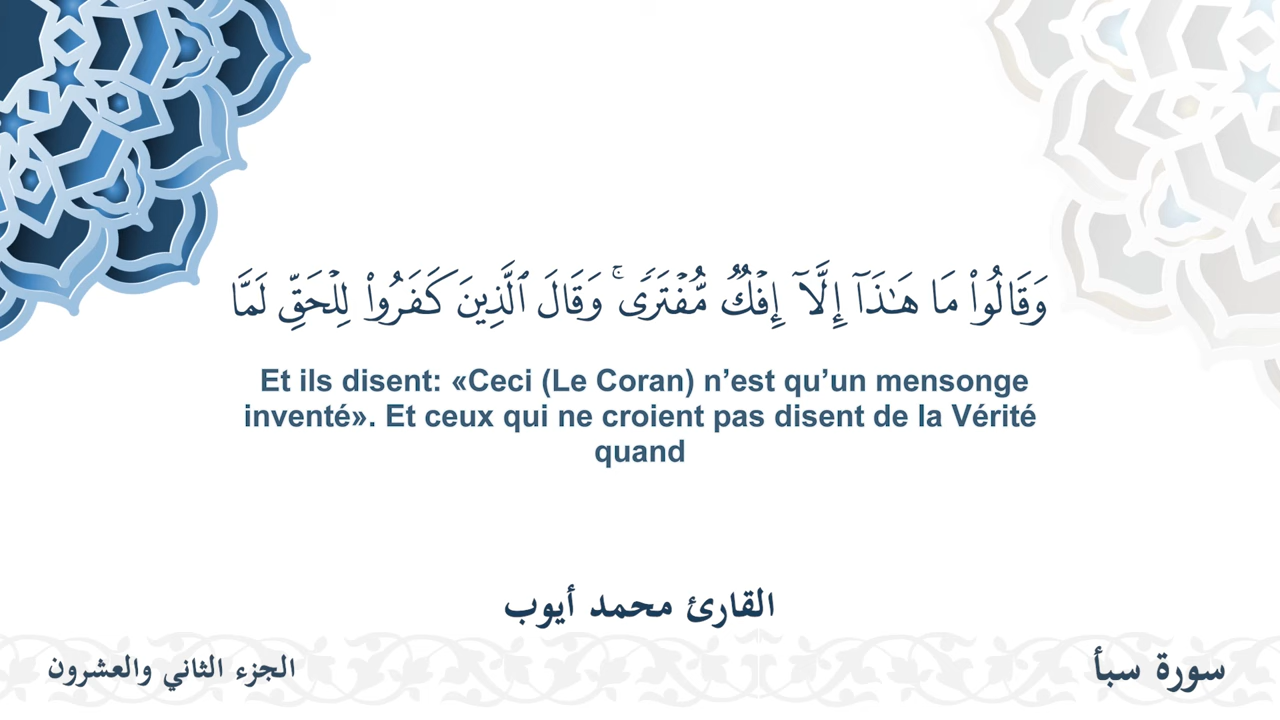 وَقَالُوا۟ مَا هَـٰذَآ إِلَّآ إِفْكٌ مُّفْتَرًى ۚ وَقَالَ ٱلَّذِينَ كَفَرُوا۟ لِلْحَقِّ لَمَّا
Et ils disent: «Ceci (Le Coran) n’est qu’un mensonge
inventé». Et ceux qui ne croient pas disent de la Vérité
quand
القارئ محمد أيوب
سورة سبأ
الجزء الثاني والعشرون